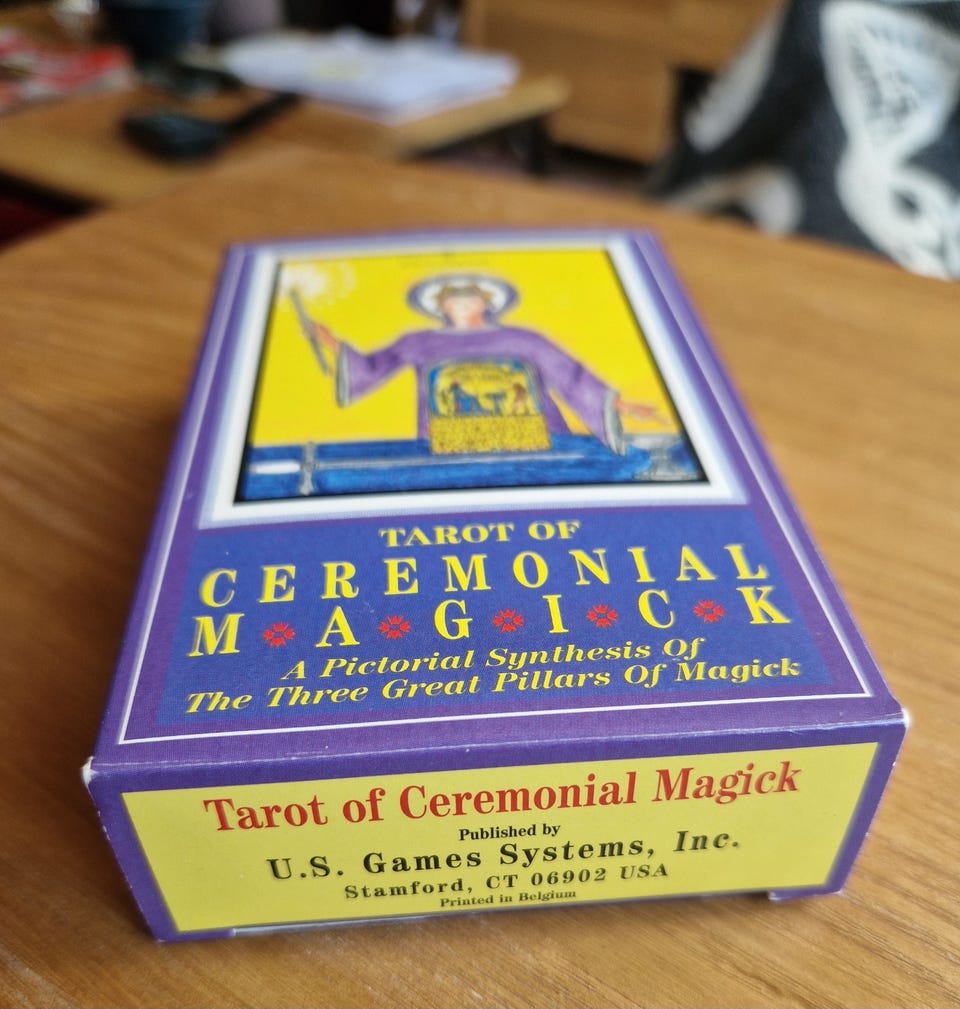 TAROT OF
CEREMONIAL
MAGICK
A Pictorial Synthesis Of
The Three Great Pillars Of Magick
Tarot of Ceremonial Magick
Published by
U.S. Games Systems, Inc.
Stamford, CT 06902 USA
Printed in Belgium